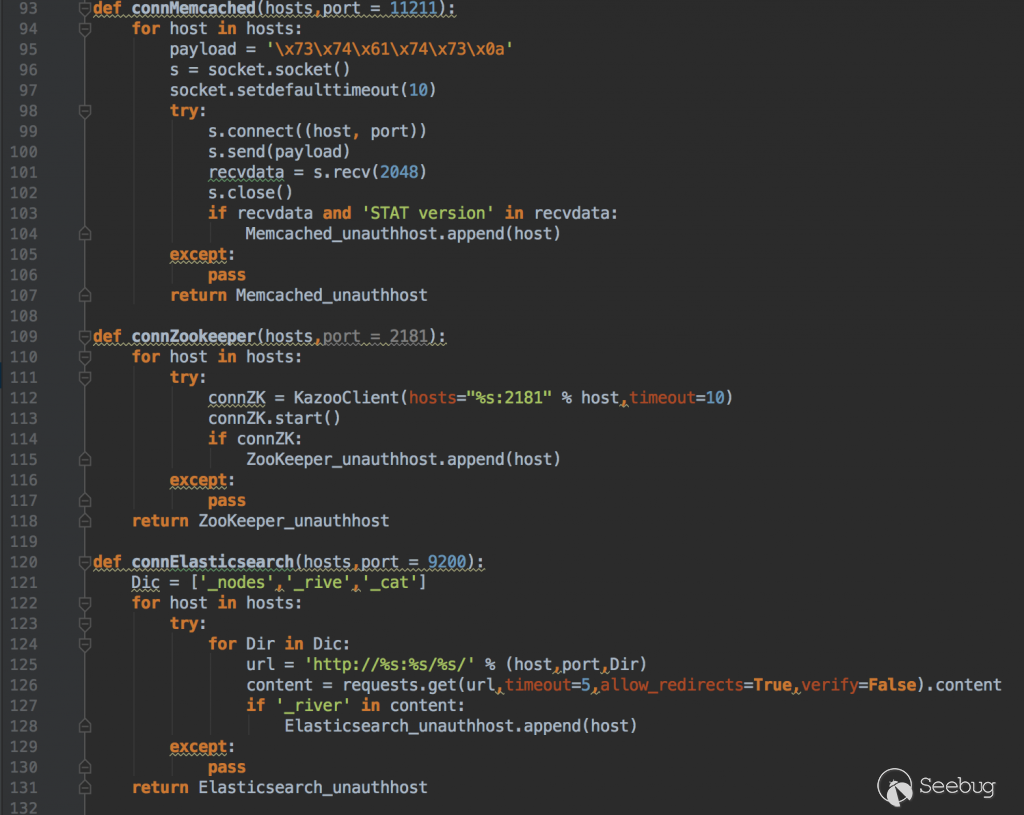 93 def connMemcached(hosts,port = 11211):
94 for host in hosts:
95 payload = '\x73\x74\x61\x74\x73\x0a'
96 s = socket.socket()
97 socket.setdefaulttimeout(10)
98 try:
99 s.connect((host, port))
100 s.send(payload)
101 recvdata = s.recv(2048)
102 s.close()
103 if recvdata and 'STAT version' in recvdata:
104 Memcached_unauthhost.append(host)
105 except:
106 pass
107 return Memcached_unauthhost
108
109 def connZookeeper(hosts,port = 2181):
110 for host in hosts:
111 try:
112 connZK = KazooClient(hosts="%s:2181" % host,timeout=10)
113 connZK.start()
114 if connZK:
115 ZooKeeper_unauthhost.append(host)
116 except:
117 pass
118 return ZooKeeper_unauthhost
119
120 def connElasticsearch(hosts,port = 9200):
121 Dic = ['_nodes','_rive','_cat']
122 for host in hosts:
123 try:
124 for Dir in Dic:
125 url = 'http://%s:%s/%s/' % (host,port,Dir)
126 content = requests.get(url,timeout=5,allow_redirects=True,verify=False).content
127 if '_river' in content:
128 Elasticsearch_unauthhost.append(host)
129 except:
130 pass
131 return Elasticsearch_unauthhost
132
Seebug